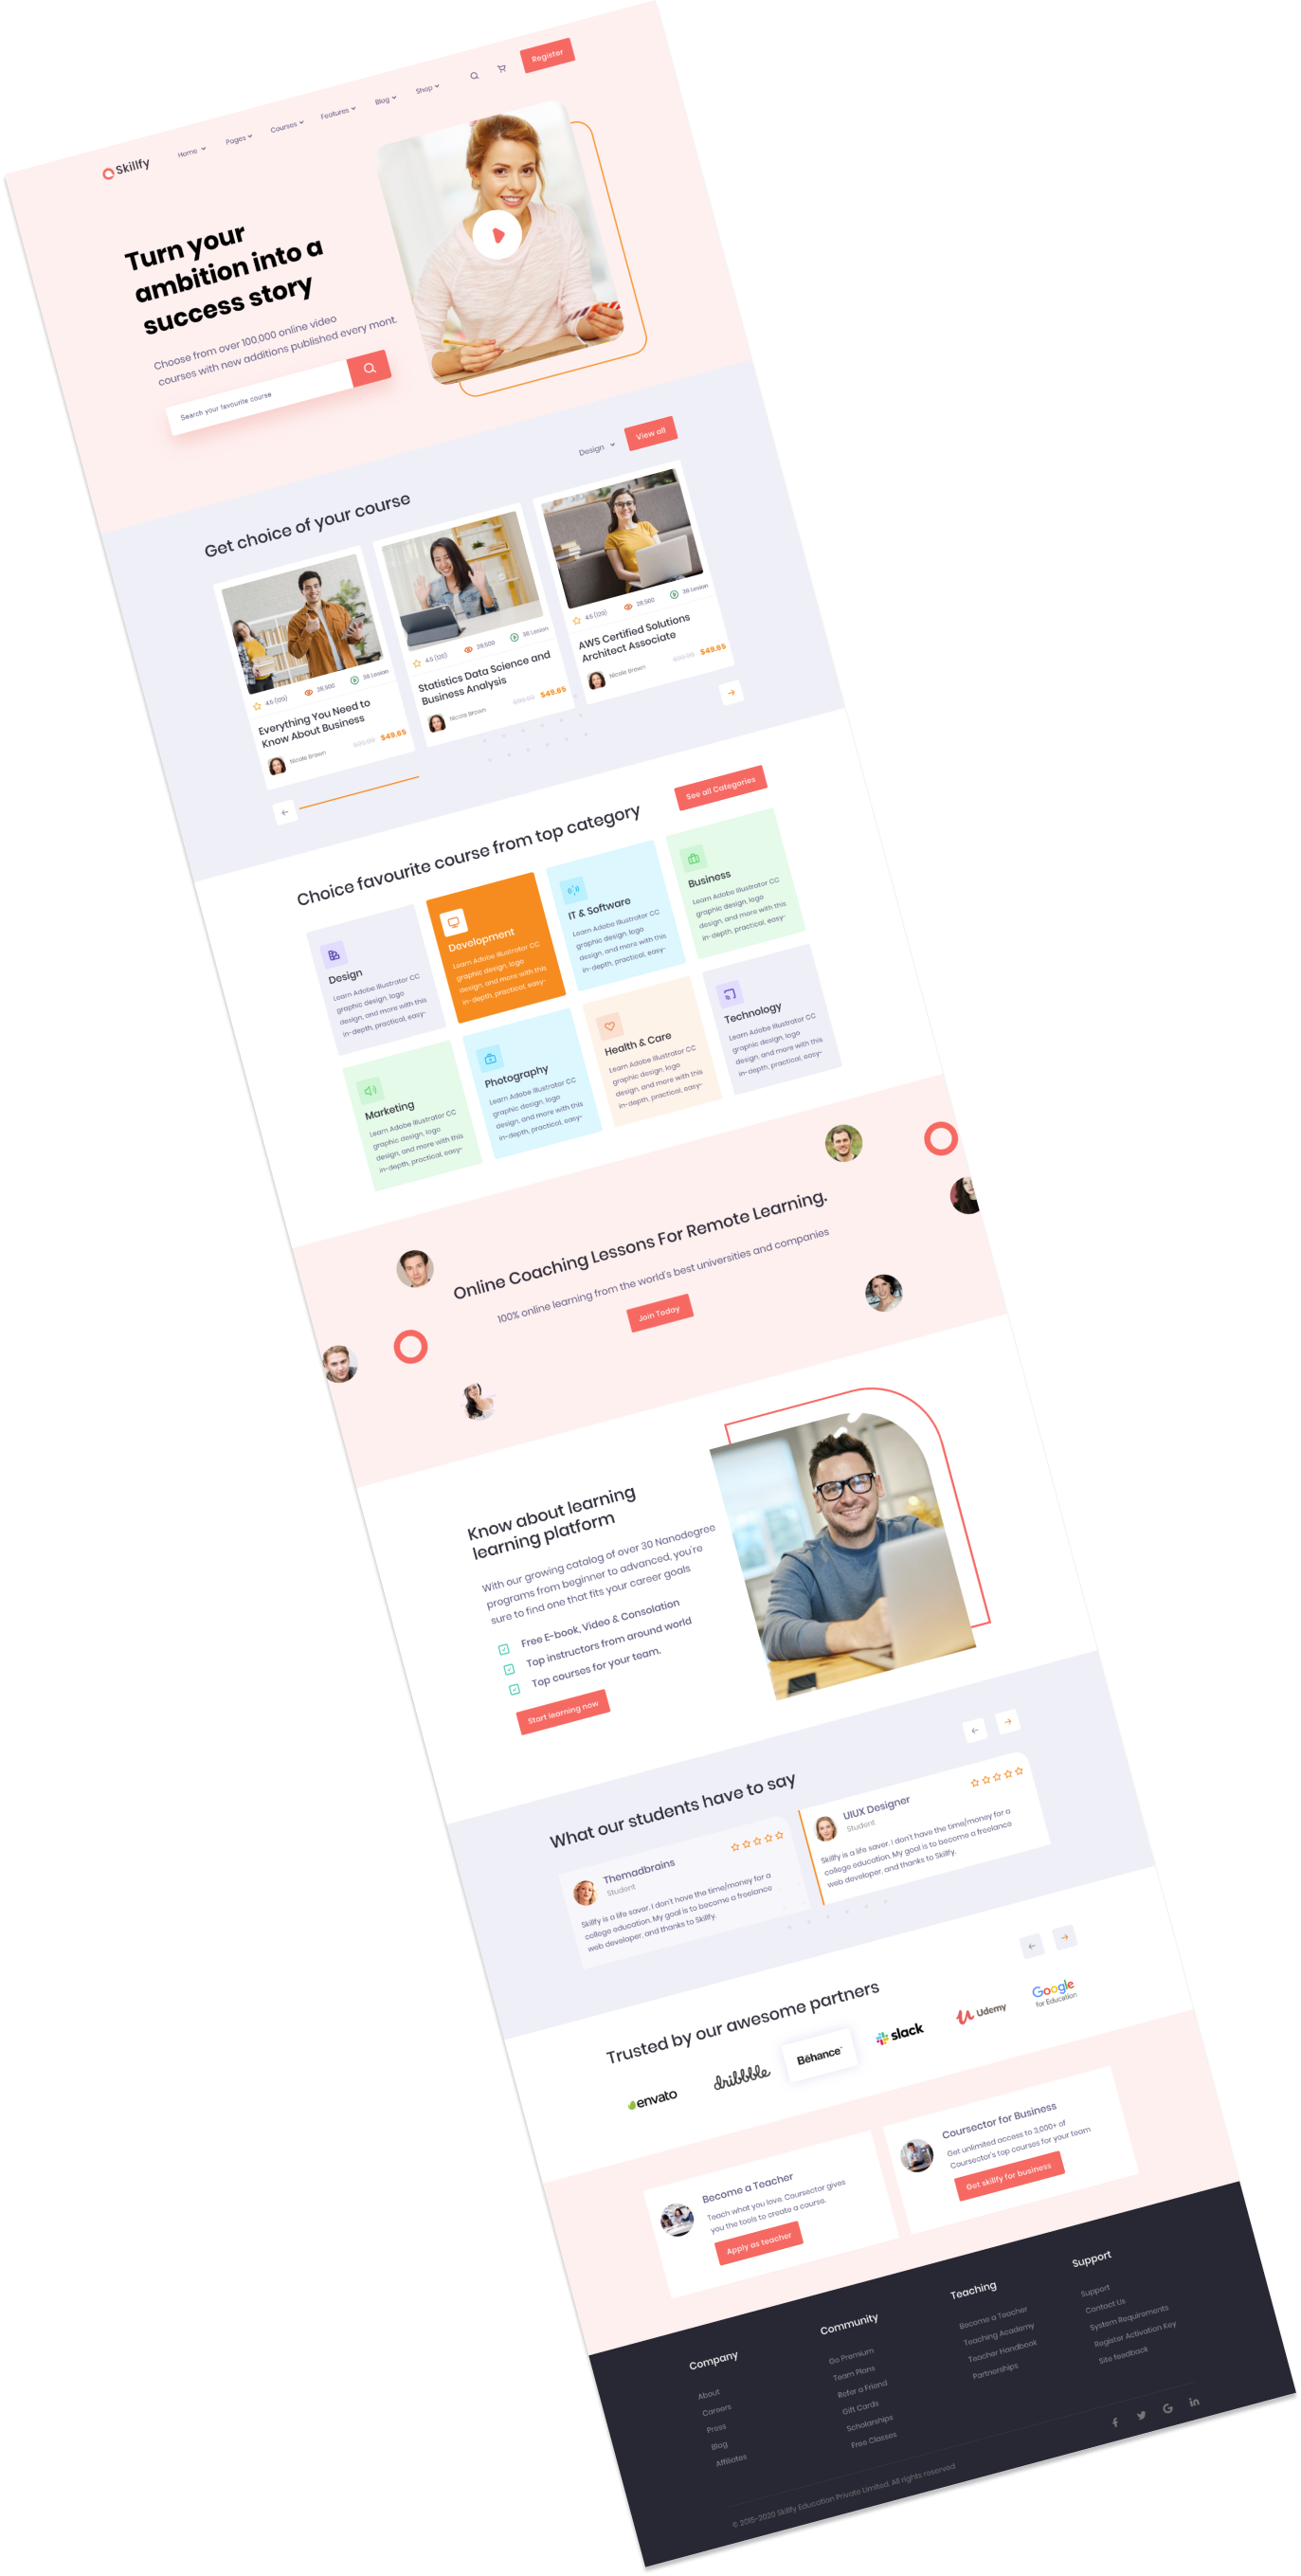 Skillfy
Home
Pages
Courses
Features
Blog
Shop
Register
Turn your
ambition into a
success story
Choose from over 100,000 online video
courses with new additions published every mont.
Search your favourite course
Get choice of your course
Design
View all
4.5 (120)
28,500
38 Lesion
Everything You Need to
Know About Business
Nicole Brown
$99.99
$49.65
4.5 (120)
28,500
38 Lesion
Statistics Data Science and
Business Analysis
Nicole Brown
$99.99
$49.65
4.5 (120)
28,500
38 Lesion
AWS Certified Solutions
Architect Associate
Nicole Brown
$99.99
$49.65
Choice favourite course from top category
See all Categories
Design
Learn Adobe Illustrator CC
graphic design, logo
design, and more with this
in-depth, practical, easy-
Development
Learn Adobe Illustrator CC
graphic design, logo
design, and more with this
in-depth, practical, easy-
IT & Software
Learn Adobe Illustrator CC
graphic design, logo
design, and more with this
in-depth, practical, easy-
Business
Learn Adobe Illustrator CC
graphic design, logo
design, and more with this
in-depth, practical, easy-
Marketing
Learn Adobe Illustrator CC
graphic design, logo
design, and more with this
in-depth, practical, easy-
Photography
Learn Adobe Illustrator CC
graphic design, logo
design, and more with this
in-depth, practical, easy-
Health & Care
Learn Adobe Illustrator CC
graphic design, logo
design, and more with this
in-depth, practical, easy-
Technology
Learn Adobe Illustrator CC
graphic design, logo
design, and more with this
in-depth, practical, easy-
Online Coaching Lessons For Remote Learning.
100% online learning from the world's best universities and companies
Join Today
Know about learning
learning platform
With our growing catalog of over 30 Nanodegree
programs from beginner to advanced, you're
sure to find one that fits your career goals
Free E-book, Video & Consolation
Top instructors from around world
Top courses for your team.
Start learning now
What our students have to say
Themadbrains
Student
Skillfy is a life saver. I don't have the time/money for a
college education. My goal is to become a freelance
web developer, and thanks to Skillfy.
UIUX Designer
Student
Skillfy is a life saver. I don't have the time/money for a
college education. My goal is to become a freelance
web developer, and thanks to Skillfy.
Trusted by our awesome partners
envato
dribbble
Bēhance
slack
Udemy
Google
for Education
Become a Teacher
Teach what you love. Coursector gives
you the tools to create a course.
Apply as teacher
Coursector for Business
Get unlimited access to 3,000+ of
Coursector's top courses for your team
Get skillfy for business
Company
About
Careers
Press
Blog
Affiliates
Community
Go Premium
Team Plans
Refer a Friend
Gift Cards
Scholarships
Free Classes
Teaching
Become a Teacher
Teaching Academy
Teacher Handbook
Partnerships
Support
Support
Contact Us
System Requirements
Register Activation Key
Site feedback
© 2015-2020 Skillfy Education Private Limited. All rights reserved